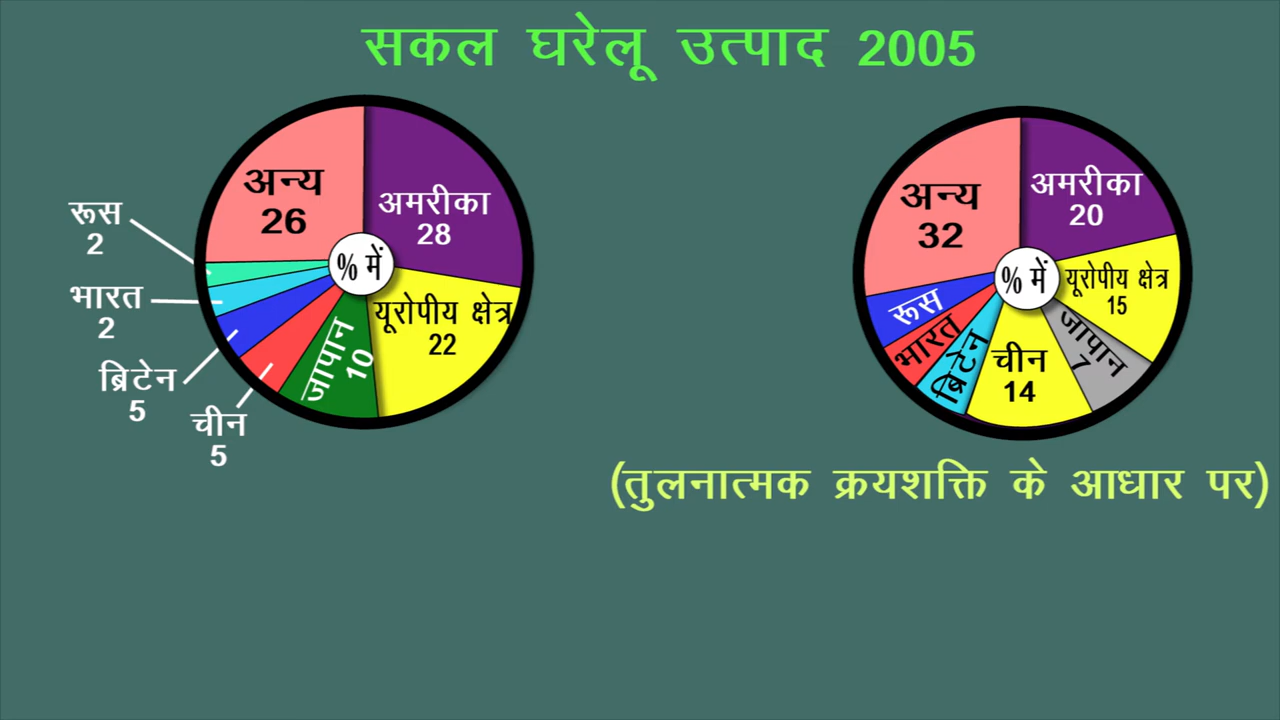 सकल घरेलू उत्पाद 2005
अन्य
26
अमरीका
28
रूस
2
% में
भारत
2
यूरोपीय क्षेत्र
22
जापान
10
ब्रिटेन
5
चीन
5
अन्य
32
अमरीका
20
% में
यूरोपीय क्षेत्र
15
रूस
भारत
ब्रिटेन
चीन
14
जापान
7
(तुलनात्मक क्रयशक्ति के आधार पर)